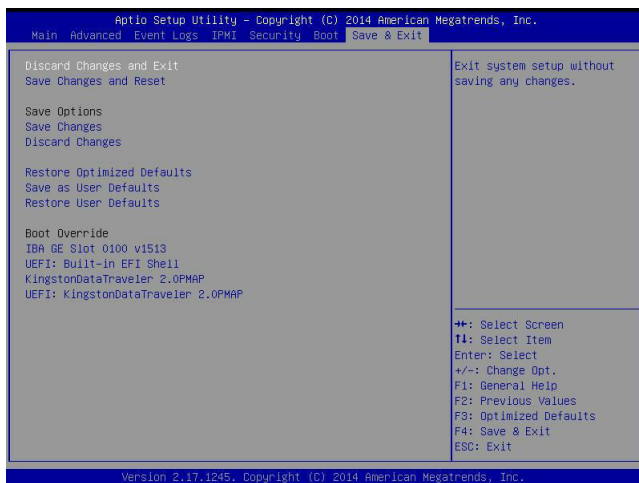 Aptio Setup Utility - Copyright (C) 2014 American Megatrends, Inc.
Main Advanced Event Logs IPMI Security Boot Save & Exit
Discard Changes and Exit
Save Changes and Reset
Save Options
Save Changes
Discard Changes
Restore Optimized Defaults
Save as User Defaults
Restore User Defaults
Boot Override
IBA GE Slot 0100 v1513
UEFI: Built-in EFI Shell
KingstonDataTraveler 2.0PMAP
UEFI: KingstonDataTraveler 2.0PMAP
Exit system setup without
saving any changes.
→←: Select Screen
↑↓: Select Item
Enter: Select
+/-: Change Opt.
F1: General Help
F2: Previous Values
F3: Optimized Defaults
F4: Save & Exit
ESC: Exit
Version 2.17.1245. Copyright (C) 2014 American Megatrends, Inc.